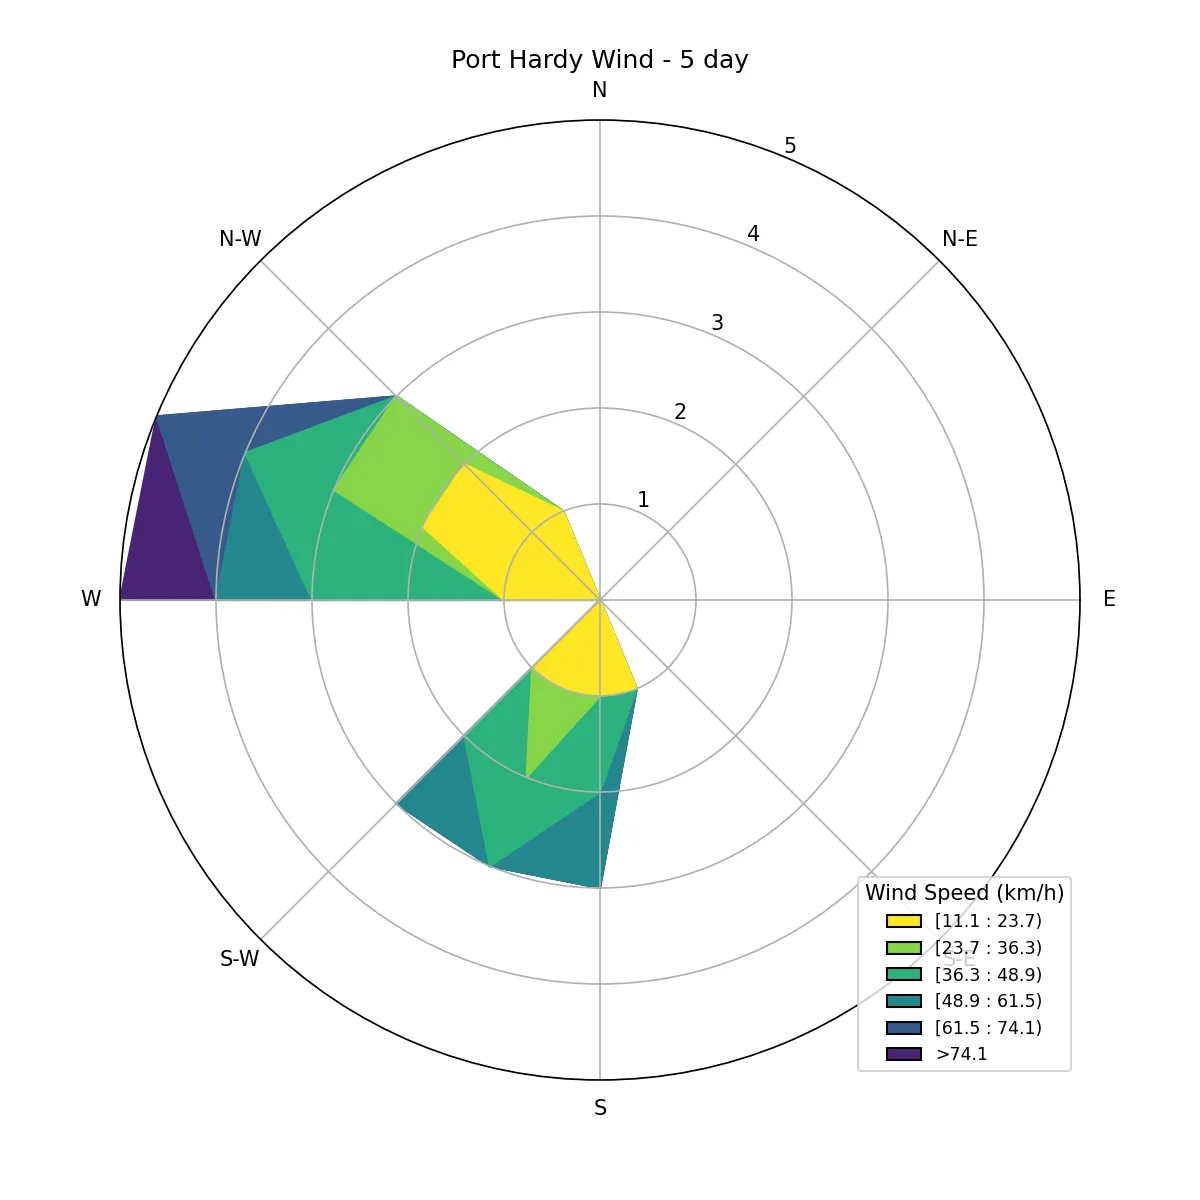 Port Hardy Wind - 5 day
N
5
N-W
4
N-E
3
2
1
W
E
S-W
S-E
S
Wind Speed (km/h)
[11.1 : 23.7)
[23.7 : 36.3)
[36.3 : 48.9)
[48.9 : 61.5)
[61.5 : 74.1)
>74.1